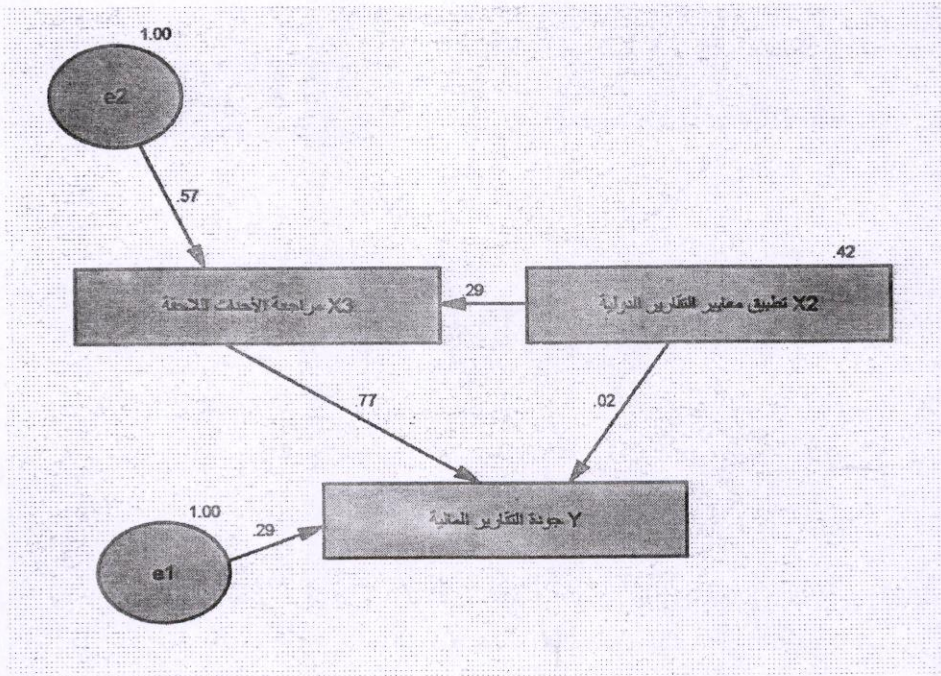 1.00
e2
.57
.42
X3 مراجعة الأحداث اللاحقة
.29
X2 تطبيق معايير التقارير الدولية
.77
.02
1.00
Y جودة التقارير المالية
.29
e1